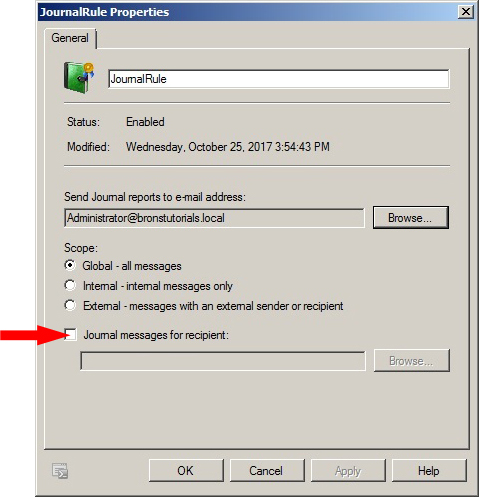 JournalRule Properties
General
JournalRule
Status: Enabled
Modified: Wednesday, October 25, 2017 3:54:43 PM
Send Journal reports to e-mail address:
Administrator@bronstutorials.local Browse...
Scope:
Global - all messages
Internal - internal messages only
External - messages with an external sender or recipient
Journal messages for recipient:
Browse...
OK Cancel Apply Help